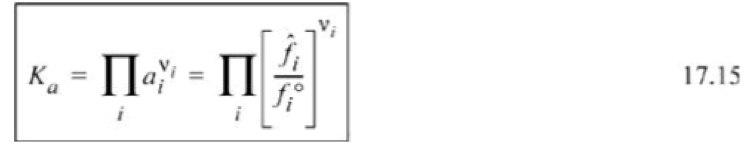 K_a = ∏_i a_i^{ν_i} = ∏_i [f̂_i / f_i°]^{ν_i} 17.15